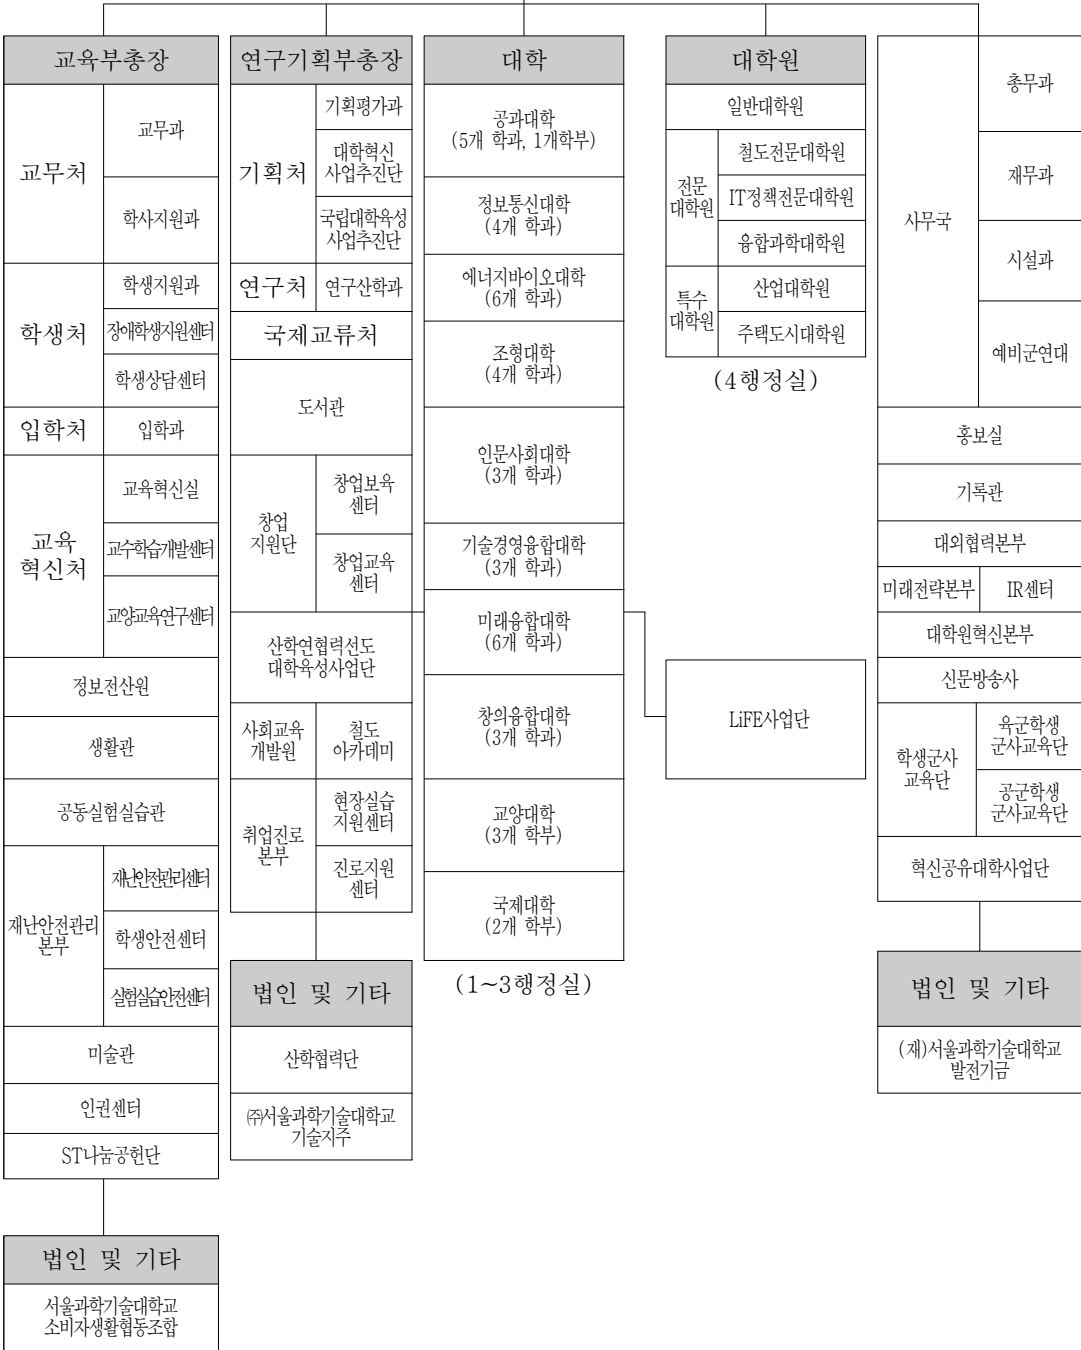 교육부총장
교무처
교무과
학사지원과
학생처
학생지원과
장애학생지원센터
학생상담센터
입학처
입학과
교육
혁신처
교육혁신실
교수학습개발센터
교양교육연구센터
정보전산원
생활관
공동실험실습관
재난안전관리
본부
재난안전관리센터
학생안전센터
실험실습안전센터
미술관
인권센터
ST나눔공헌단
법인 및 기타
서울과학기술대학교
소비자생활협동조합
연구기획부총장
기획처
기획평가과
대학혁신
사업추진단
국립대학육성
사업추진단
연구처
연구산학과
국제교류처
도서관
창업
지원단
창업보육
센터
창업교육
센터
산학연협력선도
대학육성사업단
사회교육
개발원
철도
아카데미
취업진로
본부
현장실습
지원센터
진로지원
센터
법인 및 기타
산학협력단
㈜서울과학기술대학교
기술지주
대학
공과대학
(5개 학과, 1개학부)
정보통신대학
(4개 학과)
에너지바이오대학
(6개 학과)
조형대학
(4개 학과)
인문사회대학
(3개 학과)
기술경영융합대학
(3개 학과)
미래융합대학
(6개 학과)
창의융합대학
(3개 학과)
교양대학
(3개 학부)
국제대학
(2개 학부)
(1~3행정실)
대학원
일반대학원
전문
대학원
철도전문대학원
IT정책전문대학원
융합과학대학원
특수
대학원
산업대학원
주택도시대학원
(4행정실)
LiFE사업단
사무국
총무과
재무과
시설과
예비군연대
홍보실
기록관
대외협력본부
미래전략본부
IR센터
대학원혁신본부
신문방송사
학생군사
교육단
육군학생
군사교육단
공군학생
군사교육단
혁신공유대학사업단
법인 및 기타
(재)서울과학기술대학교
발전기금